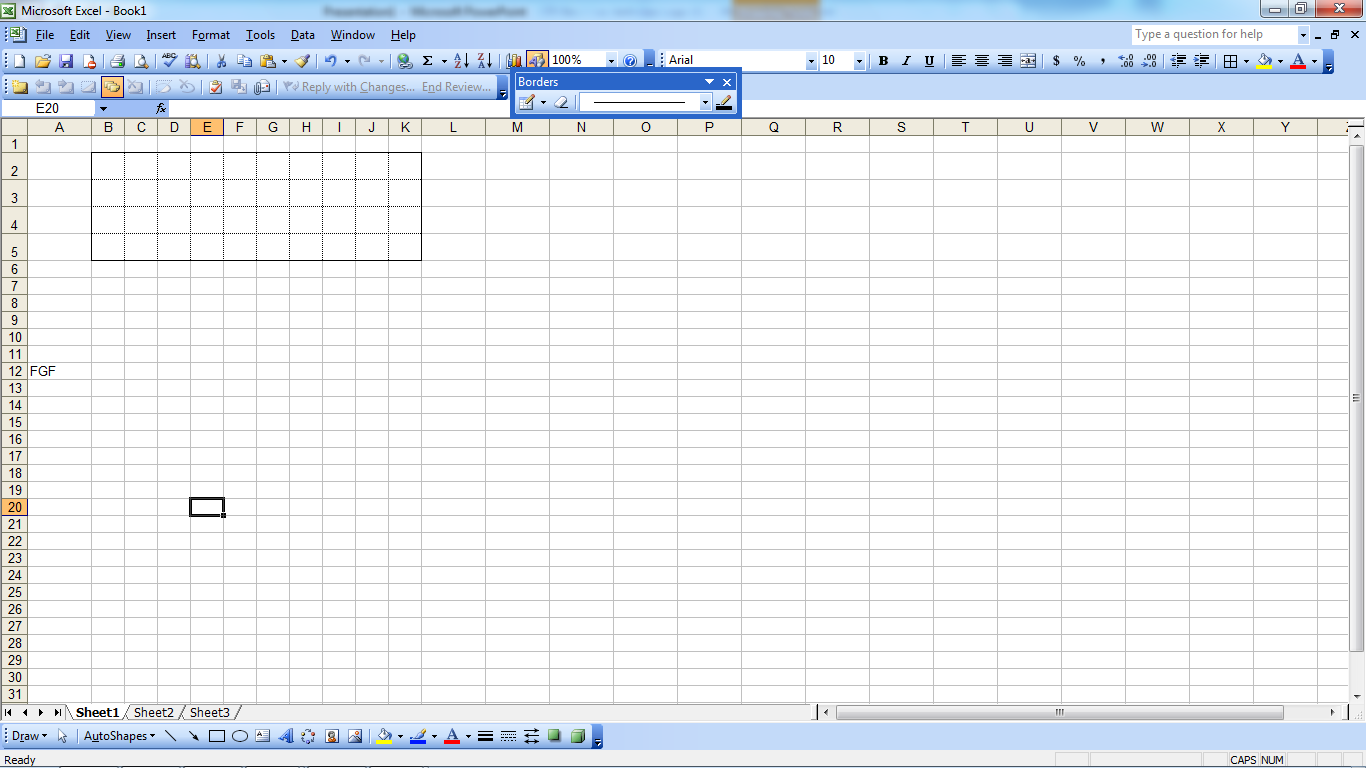 Microsoft Excel - Book1
File Edit View Insert Format Tools Data Window Help
Type a question for help
100% Arial 10 B I U $ % ,
Reply with Changes... End Review...
Borders
E20 fx
A B C D E F G H I J K L M N O P Q R S T U V W X Y
1
2
3
4
5
6
7
8
9
10
11
12 FGF
13
14
15
16
17
18
19
20
21
22
23
24
25
26
27
28
29
30
31
Sheet1 Sheet2 Sheet3
Draw AutoShapes
Ready
CAPS NUM